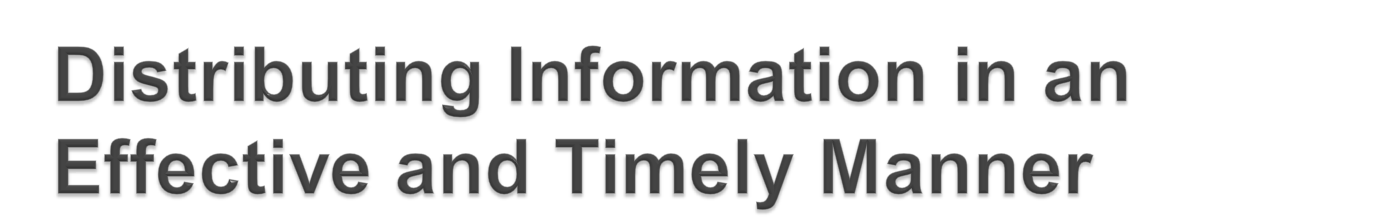 Distributing Information in an
Effective and Timely Manner